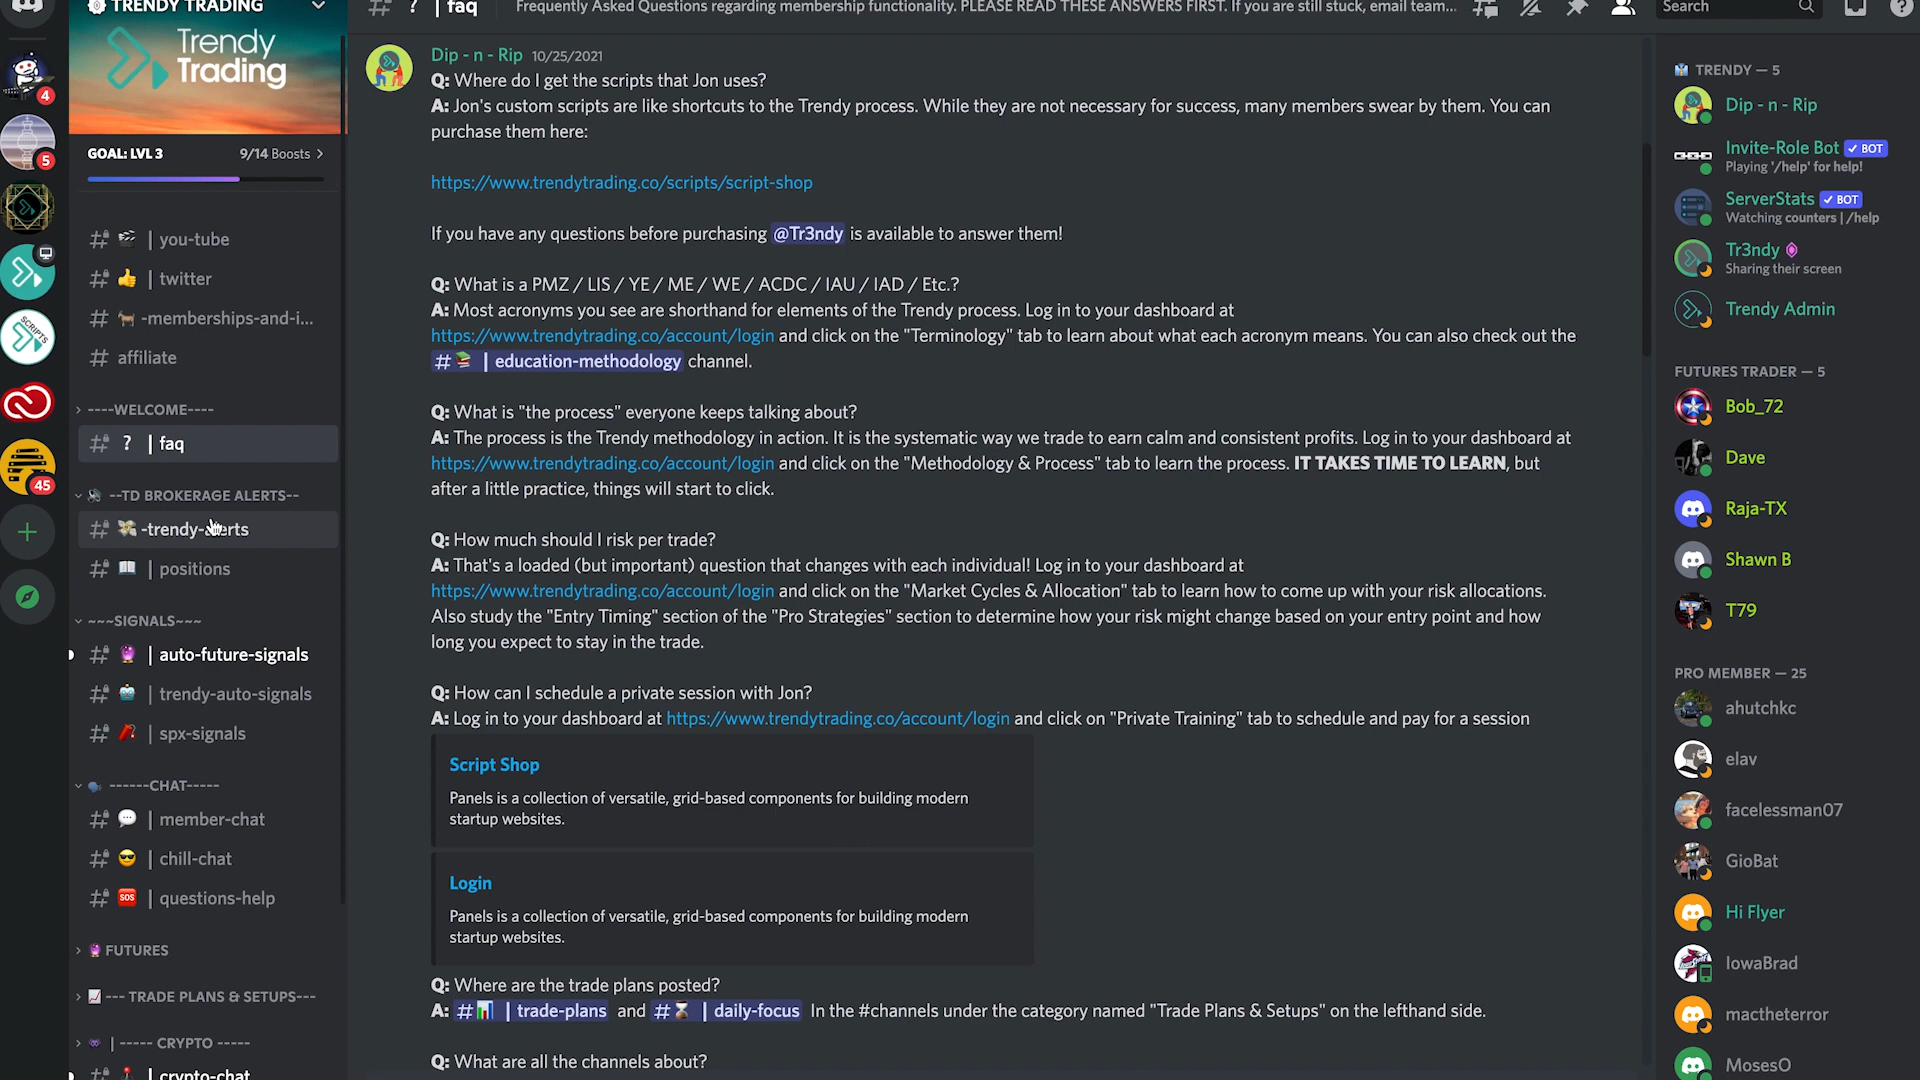 TRENDY TRADING
Trendy
Trading
GOAL: LVL 3
9/14 Boosts >
you-tube
twitter
-memberships-and-i...
affiliate
----WELCOME----
? | faq
--TD BROKERAGE ALERTS--
-trendy-alerts
| positions
~~~SIGNALS~~~
| auto-future-signals
| trendy-auto-signals
| spx-signals
------CHAT-----
| member-chat
| chill-chat
SOS | questions-help
FUTURES
--- TRADE PLANS & SETUPS---
|----- CRYPTO -----
| crypto-chat
4
5
SCRIPTS
45
? | faq
Frequently Asked Questions regarding membership functionality. PLEASE READ THESE ANSWERS FIRST. If you are still stuck, email team...
Search
Dip - n - Rip 10/25/2021
Q: Where do I get the scripts that Jon uses?
A: Jon's custom scripts are like shortcuts to the Trendy process. While they are not necessary for success, many members swear by them. You can
purchase them here:
https://www.trendytrading.co/scripts/script-shop
If you have any questions before purchasing @Tr3ndy is available to answer them!
Q: What is a PMZ / LIS / YE / ME / WE / ACDC / IAU / IAD / Etc.?
A: Most acronyms you see are shorthand for elements of the Trendy process. Log in to your dashboard at
https://www.trendytrading.co/account/login and click on the "Terminology" tab to learn about what each acronym means. You can also check out the
# | education-methodology channel.
Q: What is "the process" everyone keeps talking about?
A: The process is the Trendy methodology in action. It is the systematic way we trade to earn calm and consistent profits. Log in to your dashboard at
https://www.trendytrading.co/account/login and click on the "Methodology & Process" tab to learn the process. IT TAKES TIME TO LEARN, but
after a little practice, things will start to click.
Q: How much should I risk per trade?
A: That's a loaded (but important) question that changes with each individual! Log in to your dashboard at
https://www.trendytrading.co/account/login and click on the "Market Cycles & Allocation" tab to learn how to come up with your risk allocations.
Also study the "Entry Timing" section of the "Pro Strategies" section to determine how your risk might change based on your entry point and how
long you expect to stay in the trade.
Q: How can I schedule a private session with Jon?
A: Log in to your dashboard at https://www.trendytrading.co/account/login and click on "Private Training" tab to schedule and pay for a session
Script Shop
Panels is a collection of versatile, grid-based components for building modern
startup websites.
Login
Panels is a collection of versatile, grid-based components for building modern
startup websites.
Q: Where are the trade plans posted?
A: # | trade-plans and # | daily-focus In the #channels under the category named "Trade Plans & Setups" on the lefthand side.
Q: What are all the channels about?
TRENDY — 5
Dip - n - Rip
Invite-Role Bot ✓ BOT
Playing '/help' for help!
ServerStats ✓ BOT
Watching counters | /help
Tr3ndy
Sharing their screen
Trendy Admin
FUTURES TRADER — 5
Bob_72
Dave
Raja-TX
Shawn B
T79
PRO MEMBER — 25
ahutchkc
elav
facelessman07
GioBat
Hi Flyer
IowaBrad
mactheterror
MosesO